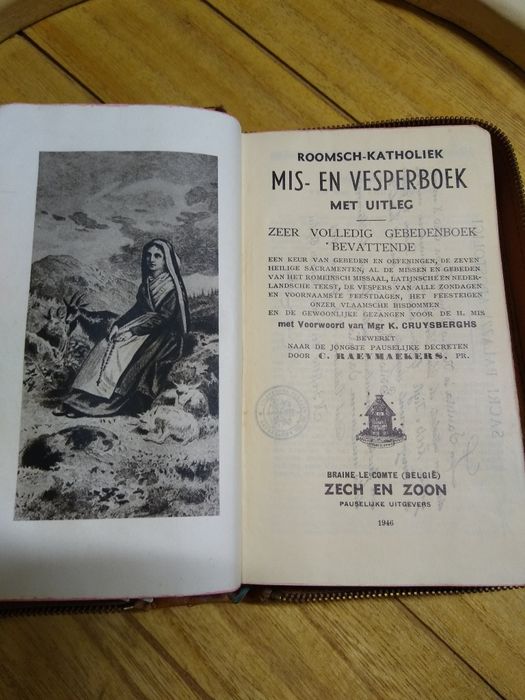 ROOMSCH-KATHOLIEK
MIS- EN VESPERBOEK
MET UITLEG
ZEER VOLLEDIG GEBEDENBOEK
BEVATTENDE
EEN KEUR VAN GEBEDEN EN OEFENINGEN, DE ZEVEN
HEILIGE SACRAMENTEN, AL DE MISSEN EN GEBEDEN
VAN HET ROMEINSCH MISSAAL, LATIJNSCHE EN NEDER-
LANDSCHE TEKST, DE VESPERS VAN ALLE ZONDAGEN
EN VOORNAAMSTE FEESTDAGEN, HET FEESTEIGEN
ONZER VLAAMSCHE BISDOMMEN
EN DE GEWOONLIJKE GEZANGEN VOOR DE H. MIS
met Voorwoord van Mgr K. CRUYSBERGHS
BEWERKT
NAAR DE JONGSTE PAUSELIJKE DECRETEN
DOOR C. RAEYMAEKERS, PR.
BRAINE-LE-COMTE (BELGIË)
ZECH EN ZOON
PAUSELIJKE UITGEVERS
1946